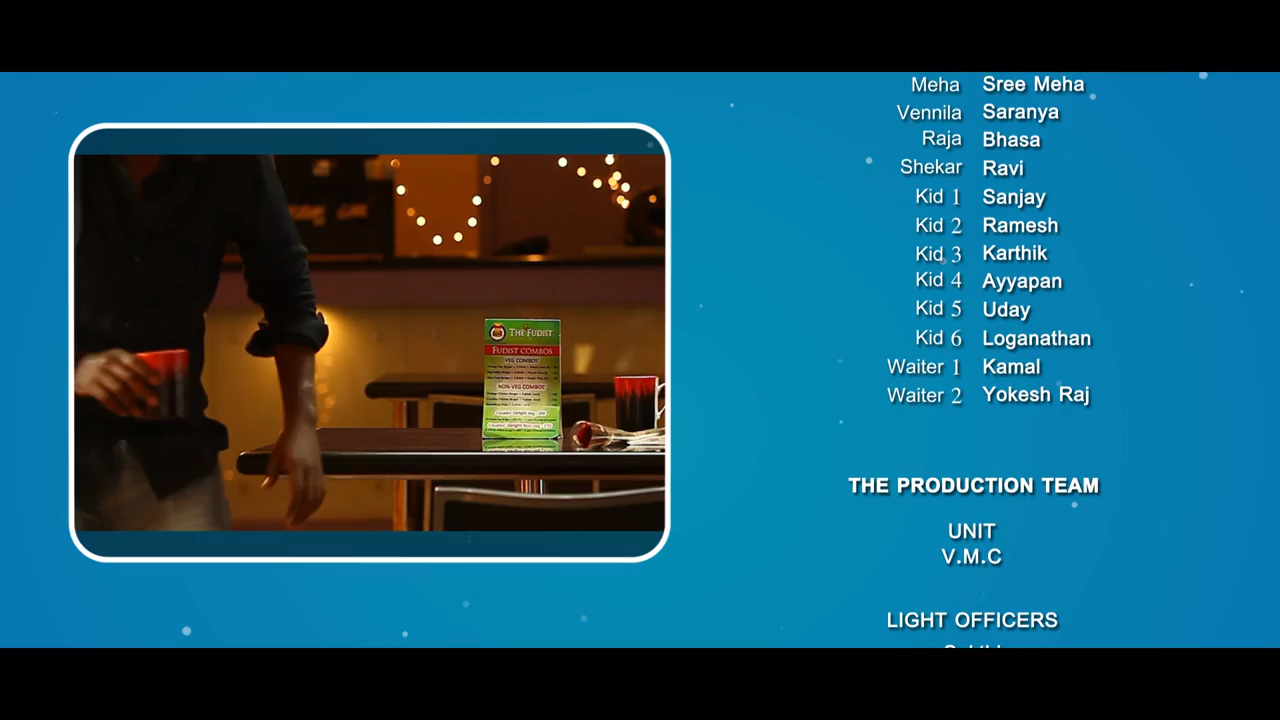 Meha Sree Meha
Vennila Saranya
Raja Bhasa
Shekar Ravi
Kid 1 Sanjay
Kid 2 Ramesh
Kid 3 Karthik
Kid 4 Ayyapan
Kid 5 Uday
Kid 6 Loganathan
Waiter 1 Kamal
Waiter 2 Yokesh Raj
THE PRODUCTION TEAM
UNIT
V.M.C
LIGHT OFFICERS
THE FUDIST
FUDIST COMBOS
VEG COMBOS
NON-VEG COMBOS